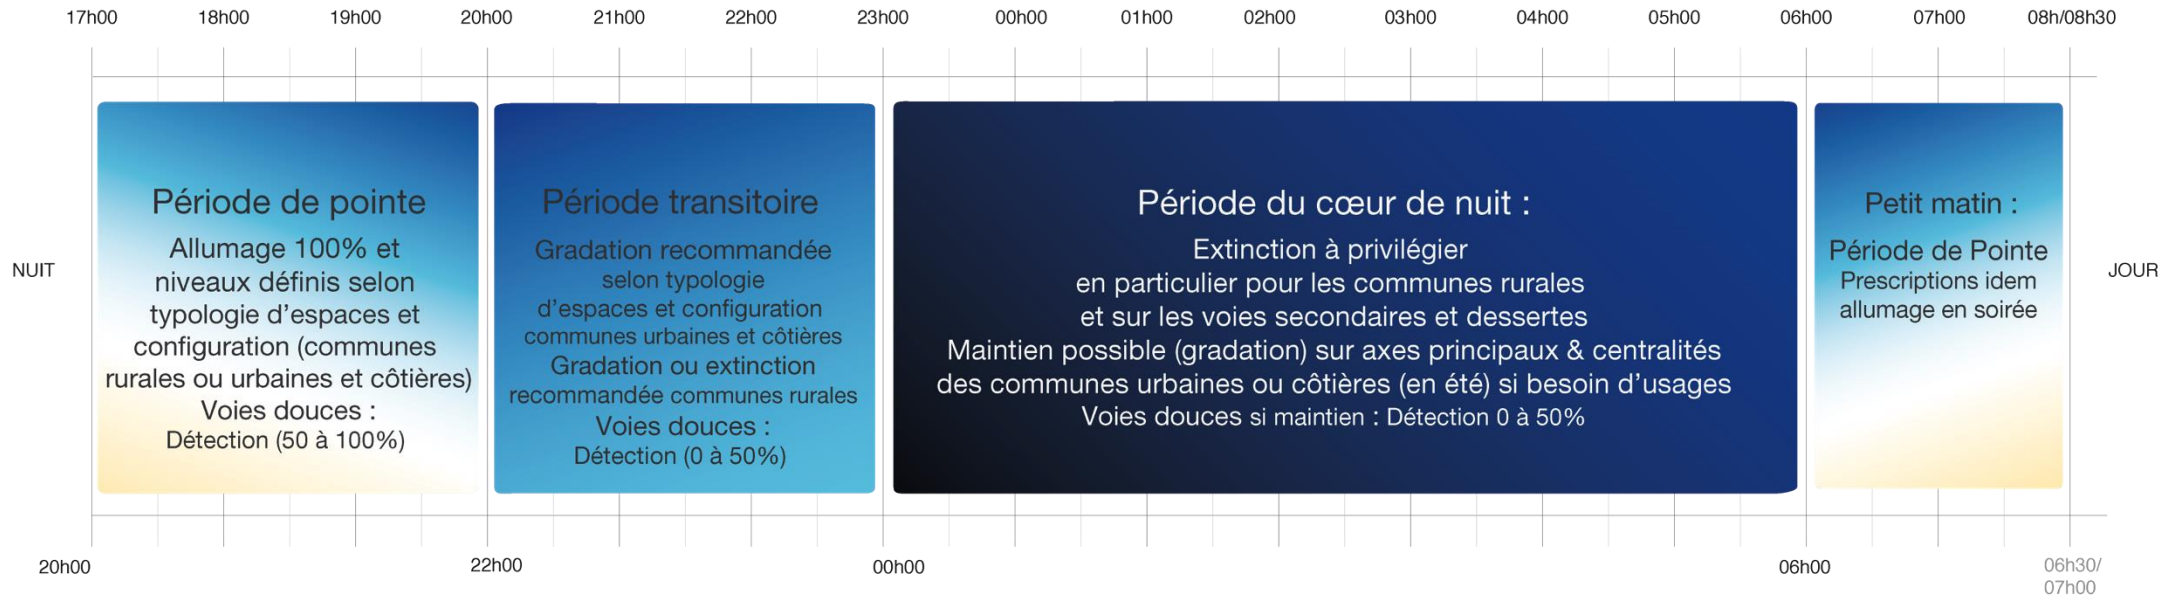 17h00 18h00 19h00 20h00 21h00 22h00 23h00 00h00 01h00 02h00 03h00 04h00 05h00 06h00 07h00 08h/08h30
NUIT
Période de pointe
Allumage 100% et
niveaux définis selon
typologie d'espaces et
configuration (communes
rurales ou urbaines et côtières)
Voies douces :
Détection (50 à 100%)
Période transitoire
Gradation recommandée
selon typologie
d'espaces et configuration
communes urbaines et côtières
Gradation ou extinction
recommandée communes rurales
Voies douces :
Détection (0 à 50%)
Période du cœur de nuit :
Extinction à privilégier
en particulier pour les communes rurales
et sur les voies secondaires et dessertes
Maintien possible (gradation) sur axes principaux & centralités
des communes urbaines ou côtières (en été) si besoin d'usages
Voies douces si maintien : Détection 0 à 50%
Petit matin :
Période de Pointe
Prescriptions idem
allumage en soirée
JOUR
20h00 22h00 00h00 06h00 06h30/
07h00